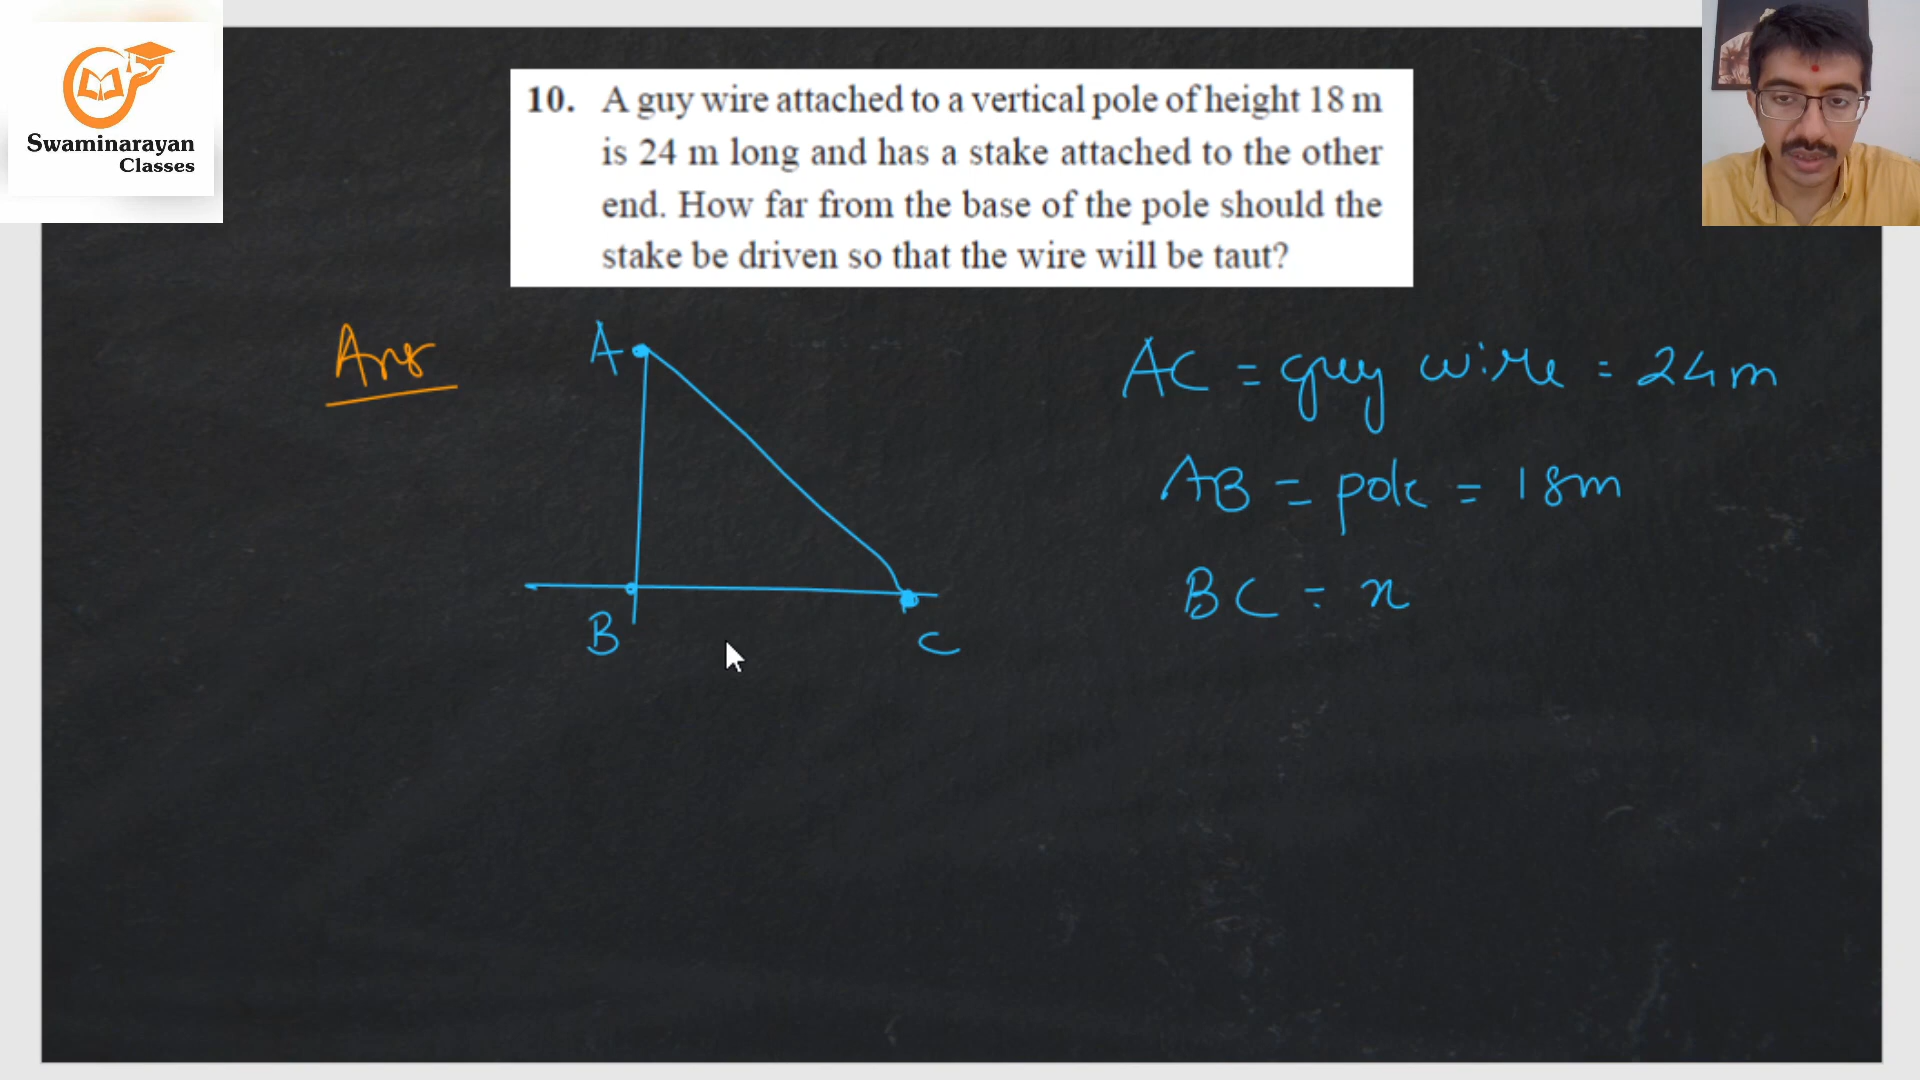 Swaminarayan
Classes
10. A guy wire attached to a vertical pole of height 18 m
is 24 m long and has a stake attached to the other
end. How far from the base of the pole should the
stake be driven so that the wire will be taut?
Ans
A
B
C
AC = guy wire = 24m
AB = pole = 18m
BC = x